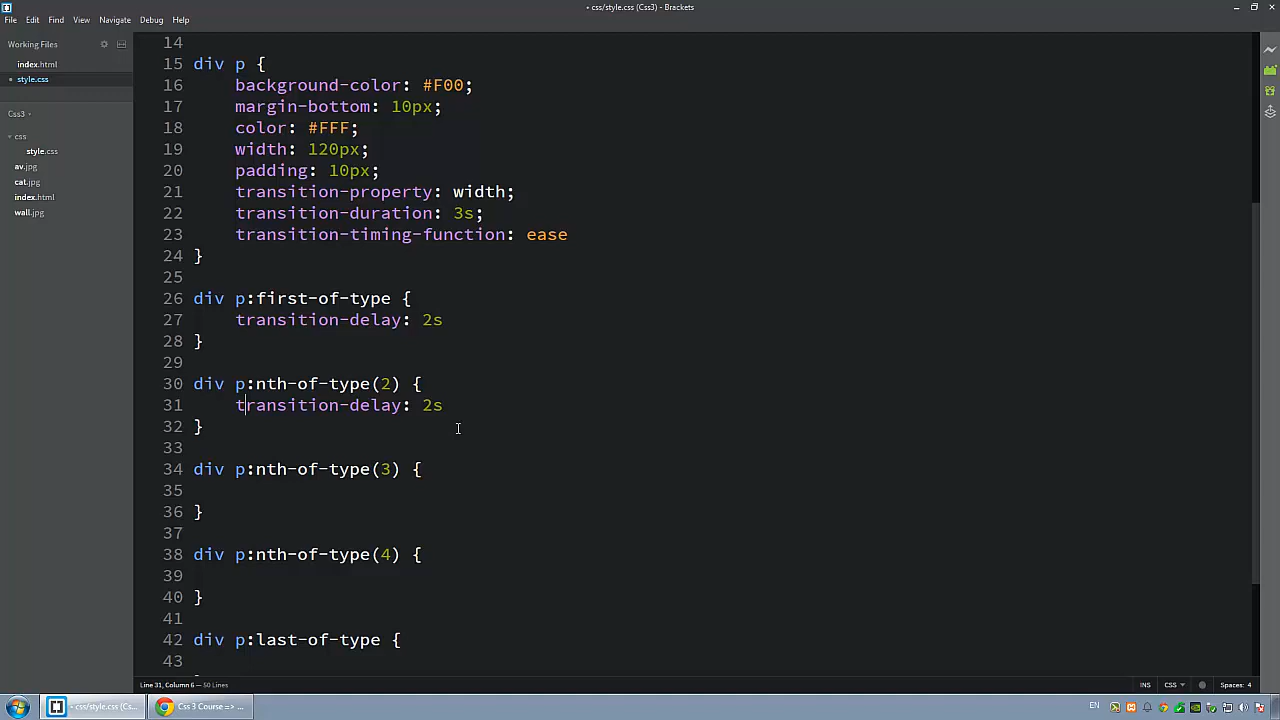 • css/style.css (Css3) - Brackets
File Edit Find View Navigate Debug Help
Working Files
index.html
• style.css
Css3
css
style.css
av.jpg
cat.jpg
index.html
wall.jpg
14
15 div p {
16 background-color: #F00;
17 margin-bottom: 10px;
18 color: #FFF;
19 width: 120px;
20 padding: 10px;
21 transition-property: width;
22 transition-duration: 3s;
23 transition-timing-function: ease
24 }
25
26 div p:first-of-type {
27 transition-delay: 2s
28 }
29
30 div p:nth-of-type(2) {
31 transition-delay: 2s
32 }
33
34 div p:nth-of-type(3) {
35
36 }
37
38 div p:nth-of-type(4) {
39
40 }
41
42 div p:last-of-type {
43
Line 31, Column 6 — 50 Lines
INS CSS Spaces: 4
• css/style.css (Cs... Css 3 Course => ... EN